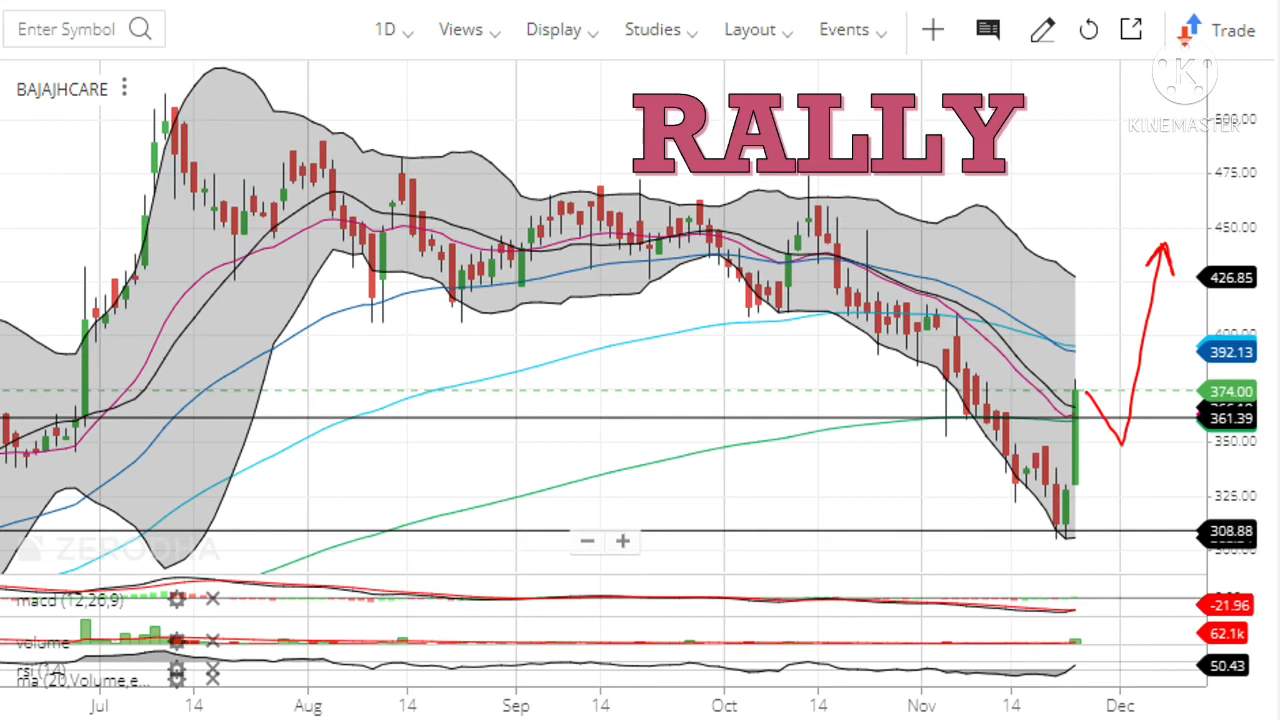 Enter Symbol 1D Views Display Studies Layout Events Trade
BAJAJHCARE
RALLY
KINEMASTER
475.00
450.00
426.85
400.00
392.13
374.00
361.39
350.00
325.00
308.88
ZERODHA
macd (12,26,9)
-21.96
volume
62.1k
rsi (14)
50.43
ma (20,Volume,e...
Jul 14 Aug 14 Sep 14 Oct 14 Nov 14 Dec